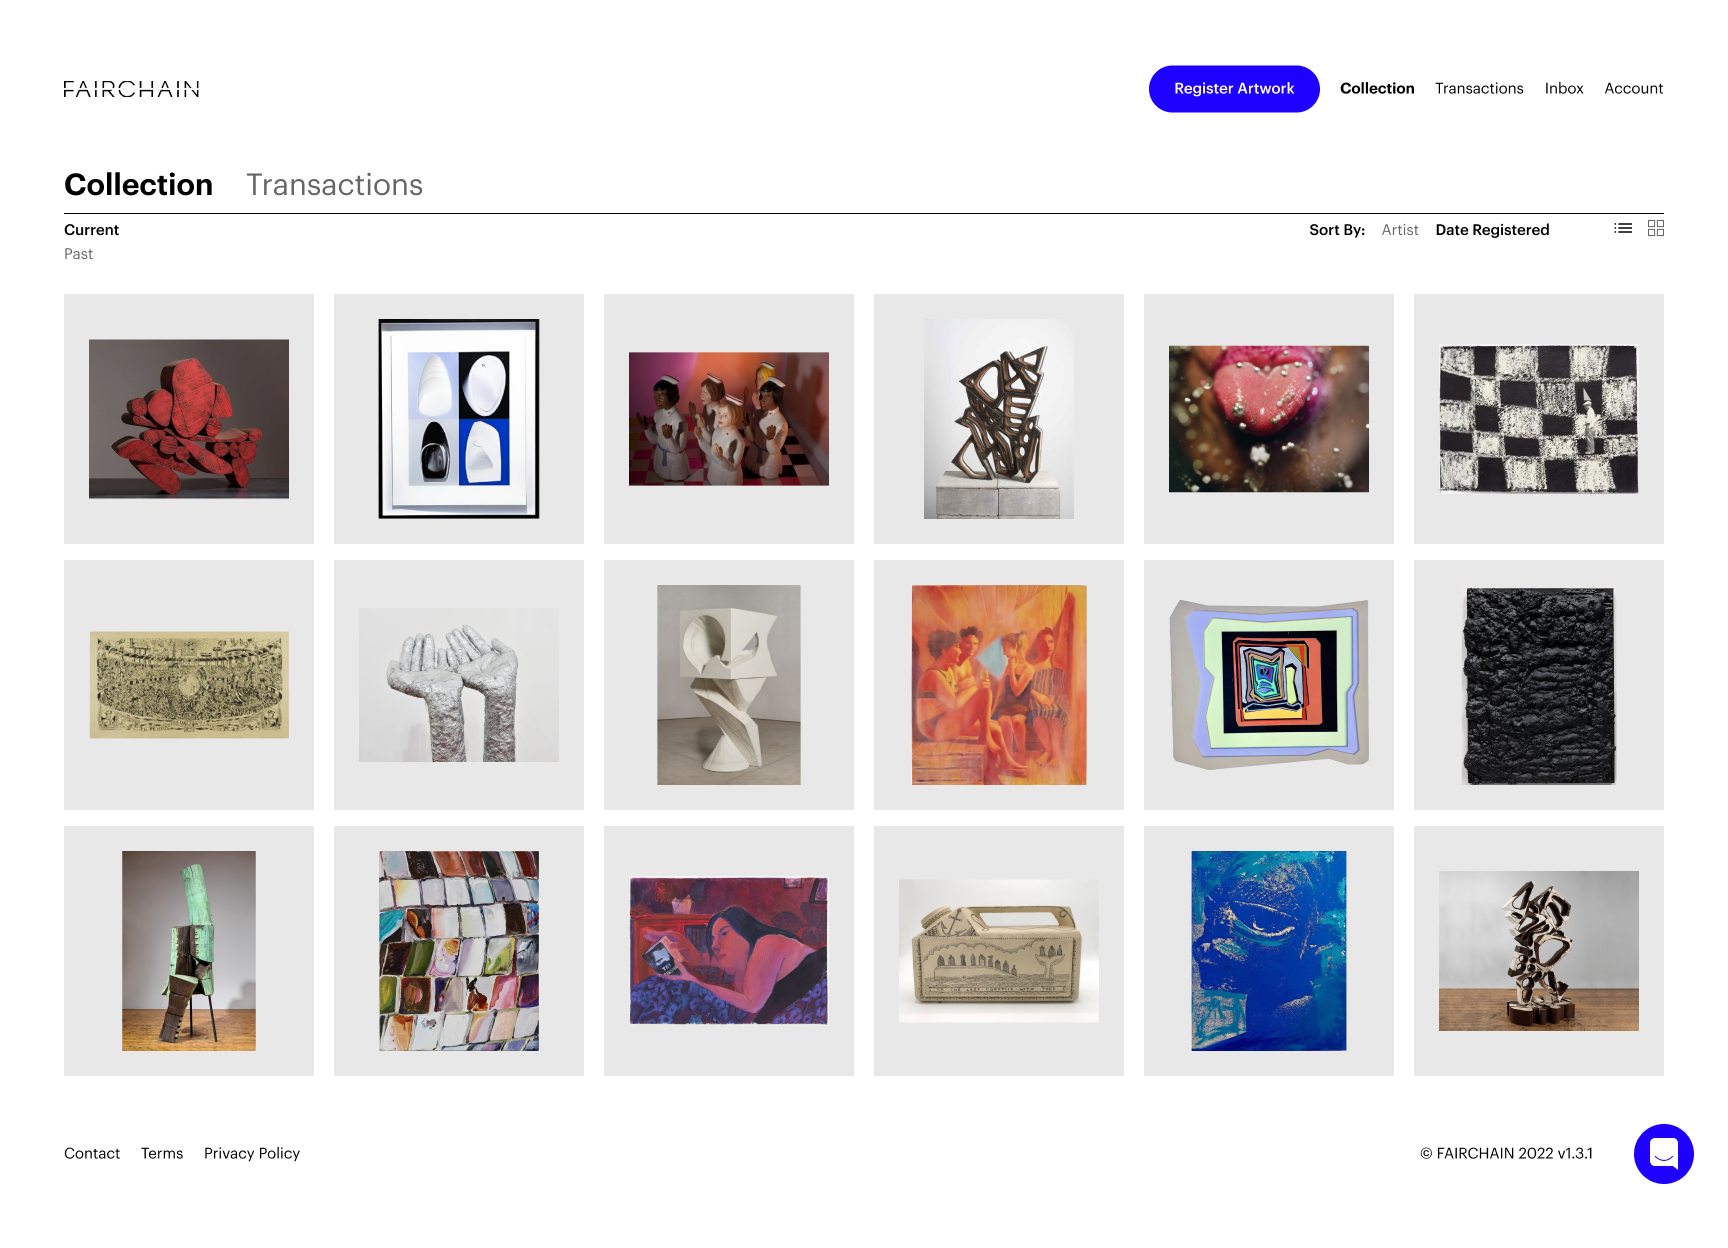 FAIRCHAIN
Register Artwork Collection Transactions Inbox Account
Collection Transactions
Current
Sort By: Artist Date Registered
Past
Contact Terms Privacy Policy
© FAIRCHAIN 2022 v1.3.1